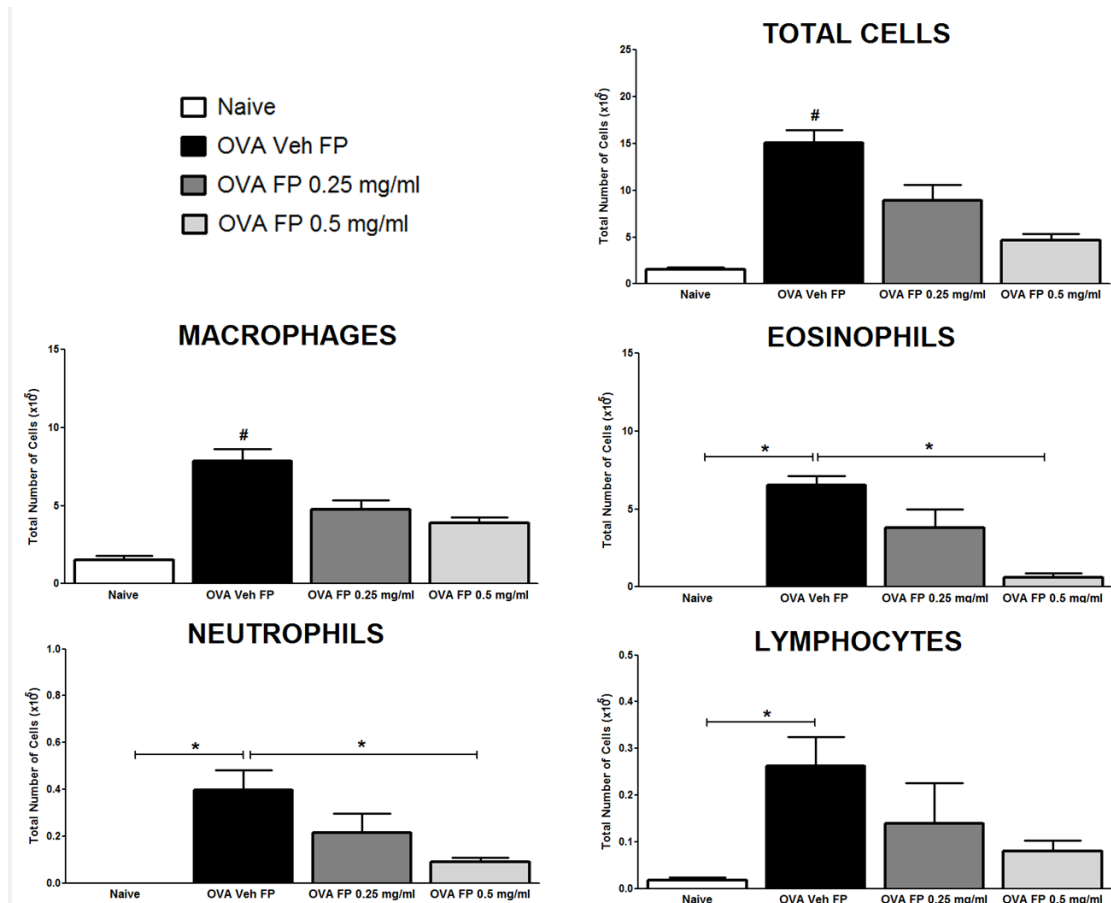 TOTAL CELLS
Naive
OVA Veh FP
OVA FP 0.25 mg/ml
OVA FP 0.5 mg/ml
Total Number of Cells (x10⁵)
25
20
15
10
5
0
#
Naive
OVA Veh FP
OVA FP 0.25 mg/ml
OVA FP 0.5 mg/ml
MACROPHAGES
Total Number of Cells (x10⁵)
15
10
5
0
#
Naive
OVA Veh FP
OVA FP 0.25 mg/ml
OVA FP 0.5 mg/ml
EOSINOPHILS
Total Number of Cells (x10⁵)
15
10
5
0
*
*
Naive
OVA Veh FP
OVA FP 0.25 mg/ml
OVA FP 0.5 mg/ml
NEUTROPHILS
Total Number of Cells (x10⁵)
1.0
0.8
0.6
0.4
0.2
0.0
*
*
Naive
OVA Veh FP
OVA FP 0.25 mg/ml
OVA FP 0.5 mg/ml
LYMPHOCYTES
Total Number of Cells (x10⁵)
0.5
0.4
0.3
0.2
0.1
0.0
*
Naive
OVA Veh FP
OVA FP 0.25 mg/ml
OVA FP 0.5 mg/ml